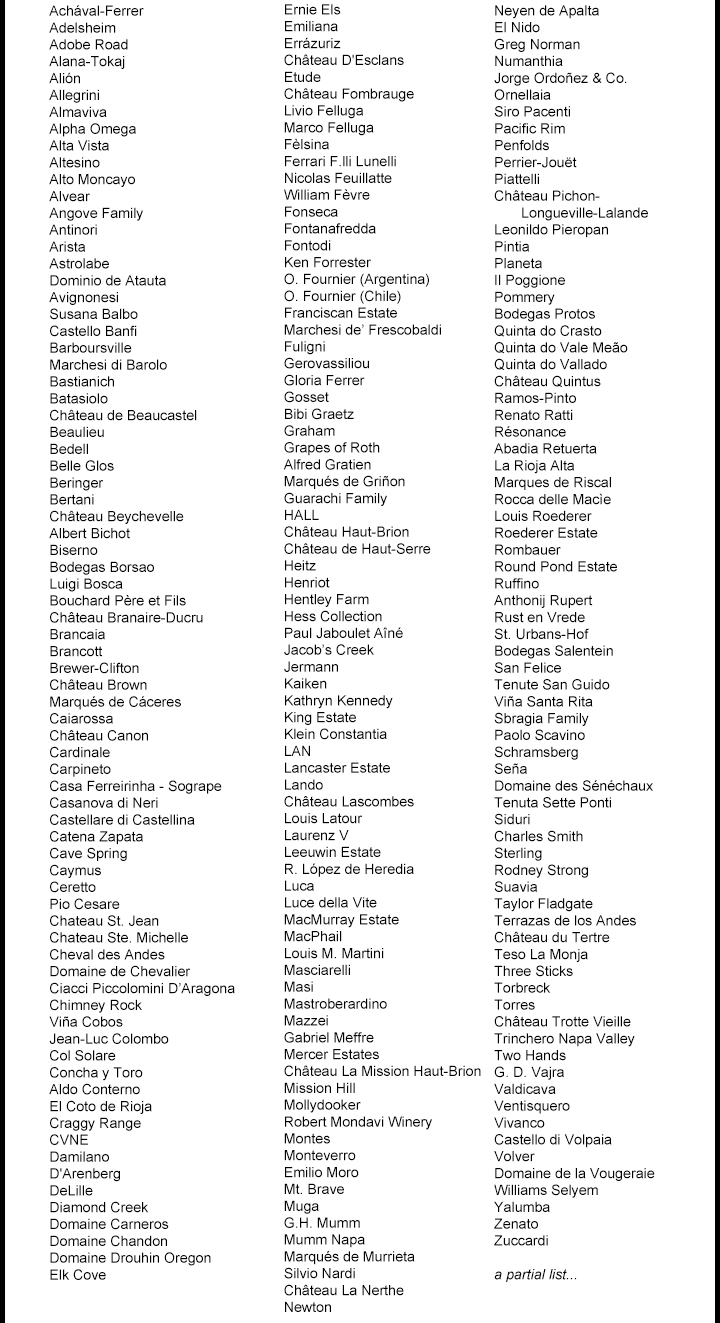 Achával-Ferrer
Adelsheim
Adobe Road
Alana-Tokaj
Alión
Allegrini
Almaviva
Alpha Omega
Alta Vista
Altesino
Alto Moncayo
Alvear
Angove Family
Antinori
Arista
Astrolabe
Dominio de Atauta
Avignonesi
Susana Balbo
Castello Banfi
Barboursville
Marchesi di Barolo
Bastianich
Batasiolo
Château de Beaucastel
Beaulieu
Bedell
Belle Glos
Beringer
Bertani
Château Beychevelle
Albert Bichot
Biserno
Bodegas Borsao
Luigi Bosca
Bouchard Père et Fils
Château Branaire-Ducru
Brancaia
Brancott
Brewer-Clifton
Château Brown
Marqués de Cáceres
Caiarossa
Château Canon
Cardinale
Carpineto
Casa Ferreirinha - Sogrape
Casanova di Neri
Castellare di Castellina
Catena Zapata
Cave Spring
Caymus
Ceretto
Pio Cesare
Chateau St. Jean
Chateau Ste. Michelle
Cheval des Andes
Domaine de Chevalier
Ciacci Piccolomini D'Aragona
Chimney Rock
Viña Cobos
Jean-Luc Colombo
Col Solare
Concha y Toro
Aldo Conterno
El Coto de Rioja
Craggy Range
CVNE
Damilano
D'Arenberg
DeLille
Diamond Creek
Domaine Carneros
Domaine Chandon
Domaine Drouhin Oregon
Elk Cove
Ernie Els
Emiliana
Errázuriz
Château D'Esclans
Etude
Château Fombrauge
Livio Felluga
Marco Felluga
Fèlsina
Ferrari F.lli Lunelli
Nicolas Feuillatte
William Fèvre
Fonseca
Fontanafredda
Fontodi
Ken Forrester
O. Fournier (Argentina)
O. Fournier (Chile)
Franciscan Estate
Marchesi de' Frescobaldi
Fuligni
Gerovassiliou
Gloria Ferrer
Gosset
Bibi Graetz
Graham
Grapes of Roth
Alfred Gratien
Marqués de Griñon
Guarachi Family
HALL
Château Haut-Brion
Château de Haut-Serre
Heitz
Henriot
Hentley Farm
Hess Collection
Paul Jaboulet Aîné
Jacob's Creek
Jermann
Kaiken
Kathryn Kennedy
King Estate
Klein Constantia
LAN
Lancaster Estate
Lando
Château Lascombes
Louis Latour
Laurenz V
Leeuwin Estate
R. López de Heredia
Luca
Luce della Vite
MacMurray Estate
MacPhail
Louis M. Martini
Masciarelli
Masi
Mastroberardino
Mazzei
Gabriel Meffre
Mercer Estates
Château La Mission Haut-Brion
Mission Hill
Mollydooker
Robert Mondavi Winery
Montes
Monteverro
Emilio Moro
Mt. Brave
Muga
G.H. Mumm
Mumm Napa
Marqués de Murrieta
Silvio Nardi
Château La Nerthe
Newton
Neyen de Apalta
El Nido
Greg Norman
Numanthia
Jorge Ordoñez & Co.
Ornellaia
Siro Pacenti
Pacific Rim
Penfolds
Perrier-Jouët
Piattelli
Château Pichon-
Longueville-Lalande
Leonildo Pieropan
Pintia
Planeta
Il Poggione
Pommery
Bodegas Protos
Quinta do Crasto
Quinta do Vale Meão
Quinta do Vallado
Château Quintus
Ramos-Pinto
Renato Ratti
Résonance
Abadia Retuerta
La Rioja Alta
Marques de Riscal
Rocca delle Macìe
Louis Roederer
Roederer Estate
Rombauer
Round Pond Estate
Ruffino
Anthonij Rupert
Rust en Vrede
St. Urbans-Hof
Bodegas Salentein
San Felice
Tenute San Guido
Viña Santa Rita
Sbragia Family
Paolo Scavino
Schramsberg
Seña
Domaine des Sénéchaux
Tenuta Sette Ponti
Siduri
Charles Smith
Sterling
Rodney Strong
Suavia
Taylor Fladgate
Terrazas de los Andes
Château du Tertre
Teso La Monja
Three Sticks
Torbreck
Torres
Château Trotte Vieille
Trinchero Napa Valley
Two Hands
G. D. Vajra
Valdicava
Ventisquero
Vivanco
Castello di Volpaia
Volver
Domaine de la Vougeraie
Williams Selyem
Yalumba
Zenato
Zuccardi
a partial list...